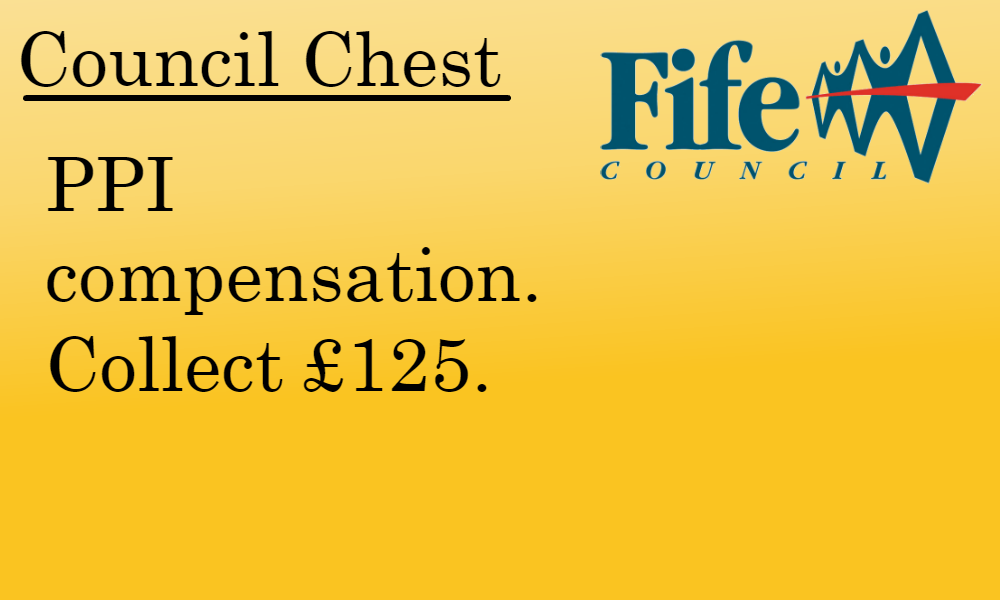 Council Chest
Fife
COUNCIL
PPI
compensation.
Collect £125.